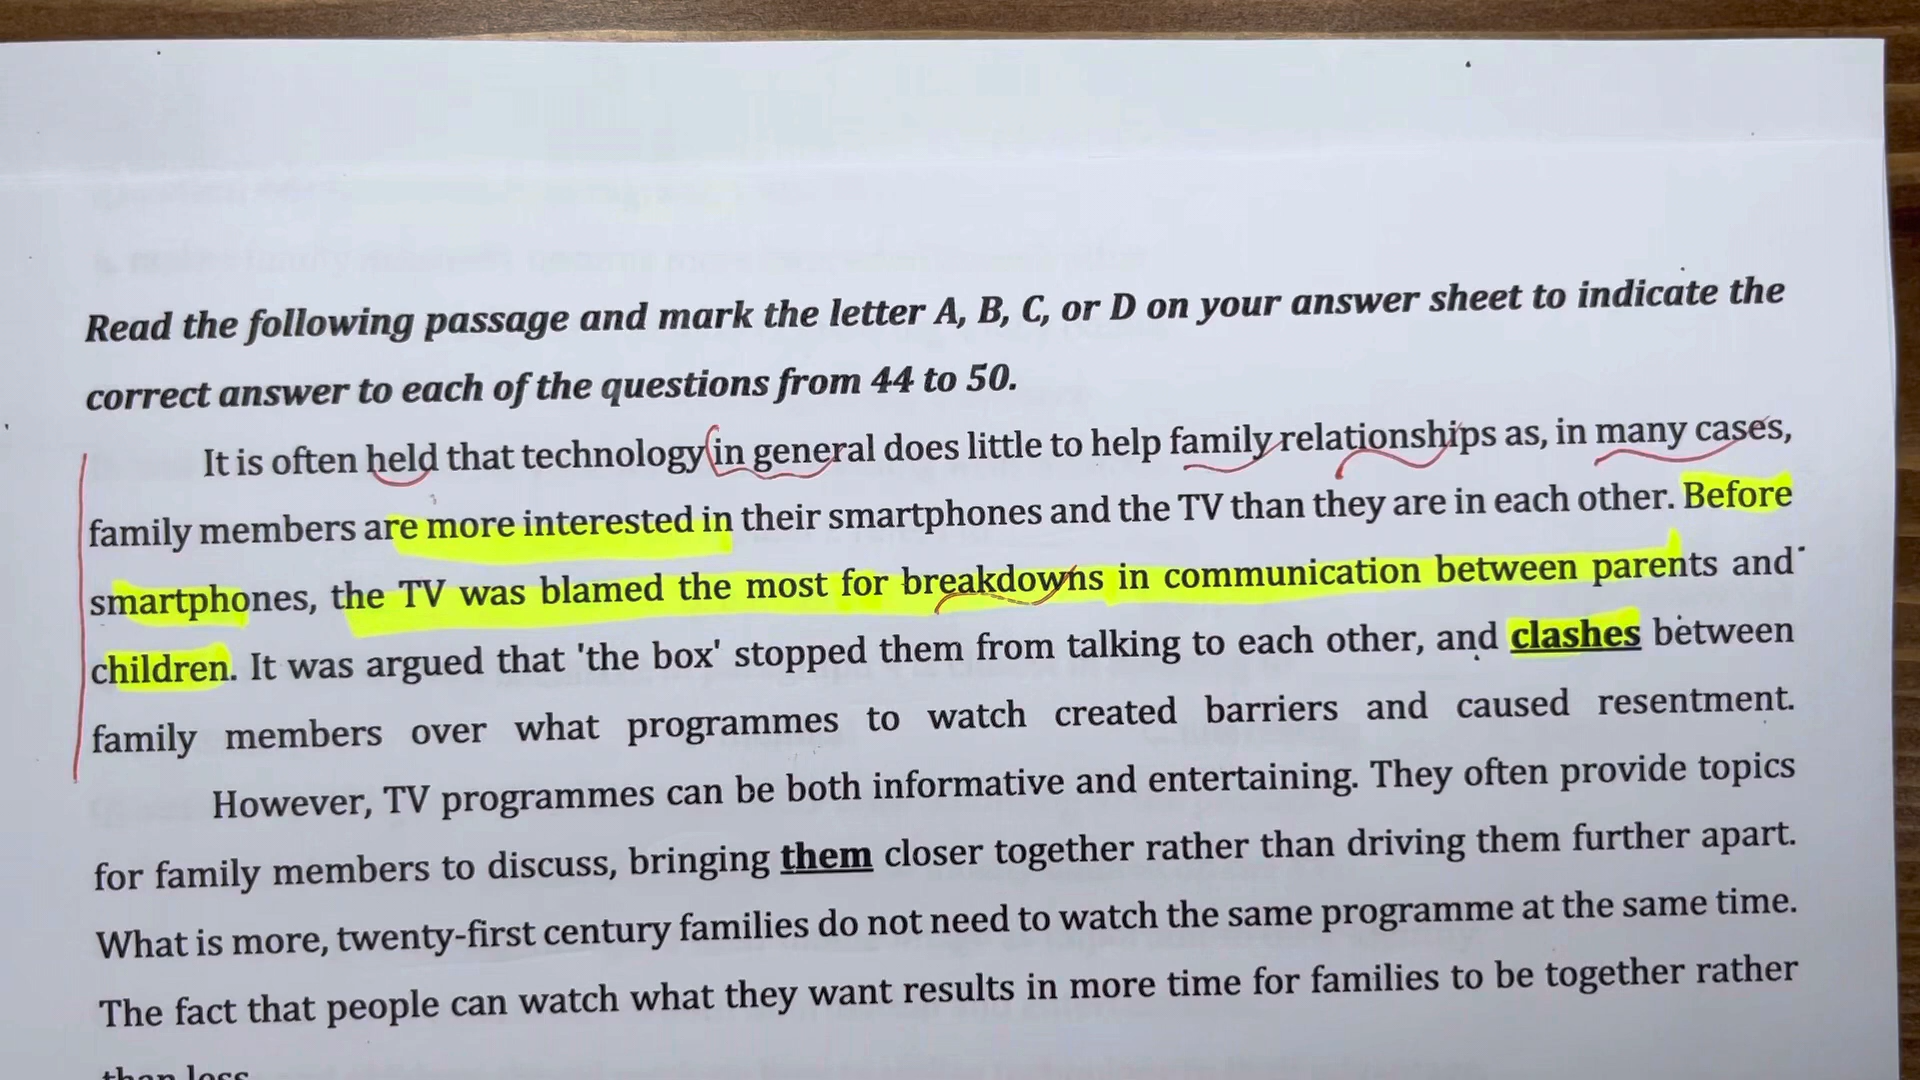 Read the following passage and mark the letter A, B, C, or D on your answer sheet to indicate the
correct answer to each of the questions from 44 to 50.
It is often held that technology in general does little to help family relationships as, in many cases,
family members are more interested in their smartphones and the TV than they are in each other. Before
smartphones, the TV was blamed the most for breakdowns in communication between parents and
children. It was argued that 'the box' stopped them from talking to each other, and clashes between
family members over what programmes to watch created barriers and caused resentment.
However, TV programmes can be both informative and entertaining. They often provide topics
for family members to discuss, bringing them closer together rather than driving them further apart.
What is more, twenty-first century families do not need to watch the same programme at the same time.
The fact that people can watch what they want results in more time for families to be together rather
than less